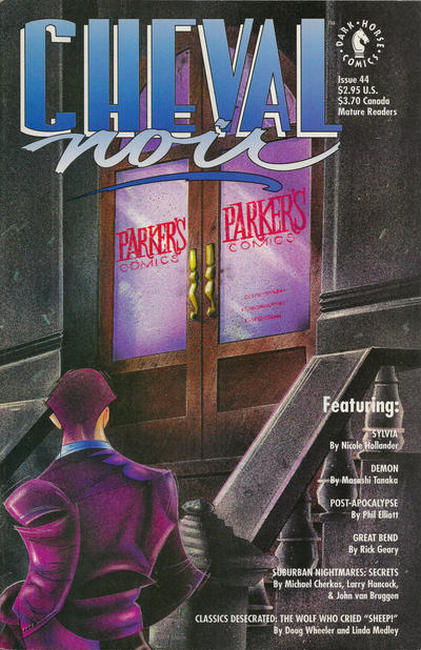 CHEVAL
noir
TM
DARK HORSE COMICS
Issue 44
$2.95 U.S.
$3.70 Canada
Mature Readers
PARKER'S
COMICS
PARKER'S
COMICS
Featuring:
SYLVIA
By Nicole Hollander
DEMON
By Masashi Tanaka
POST-APOCALYPSE
By Phil Elliott
GREAT BEND
By Rick Geary
SUBURBAN NIGHTMARES: SECRETS
By Michael Cherkas, Larry Hancock,
& John van Bruggen
CLASSICS DESECRATED: THE WOLF WHO CRIED "SHEEP!"
By Doug Wheeler and Linda Medley